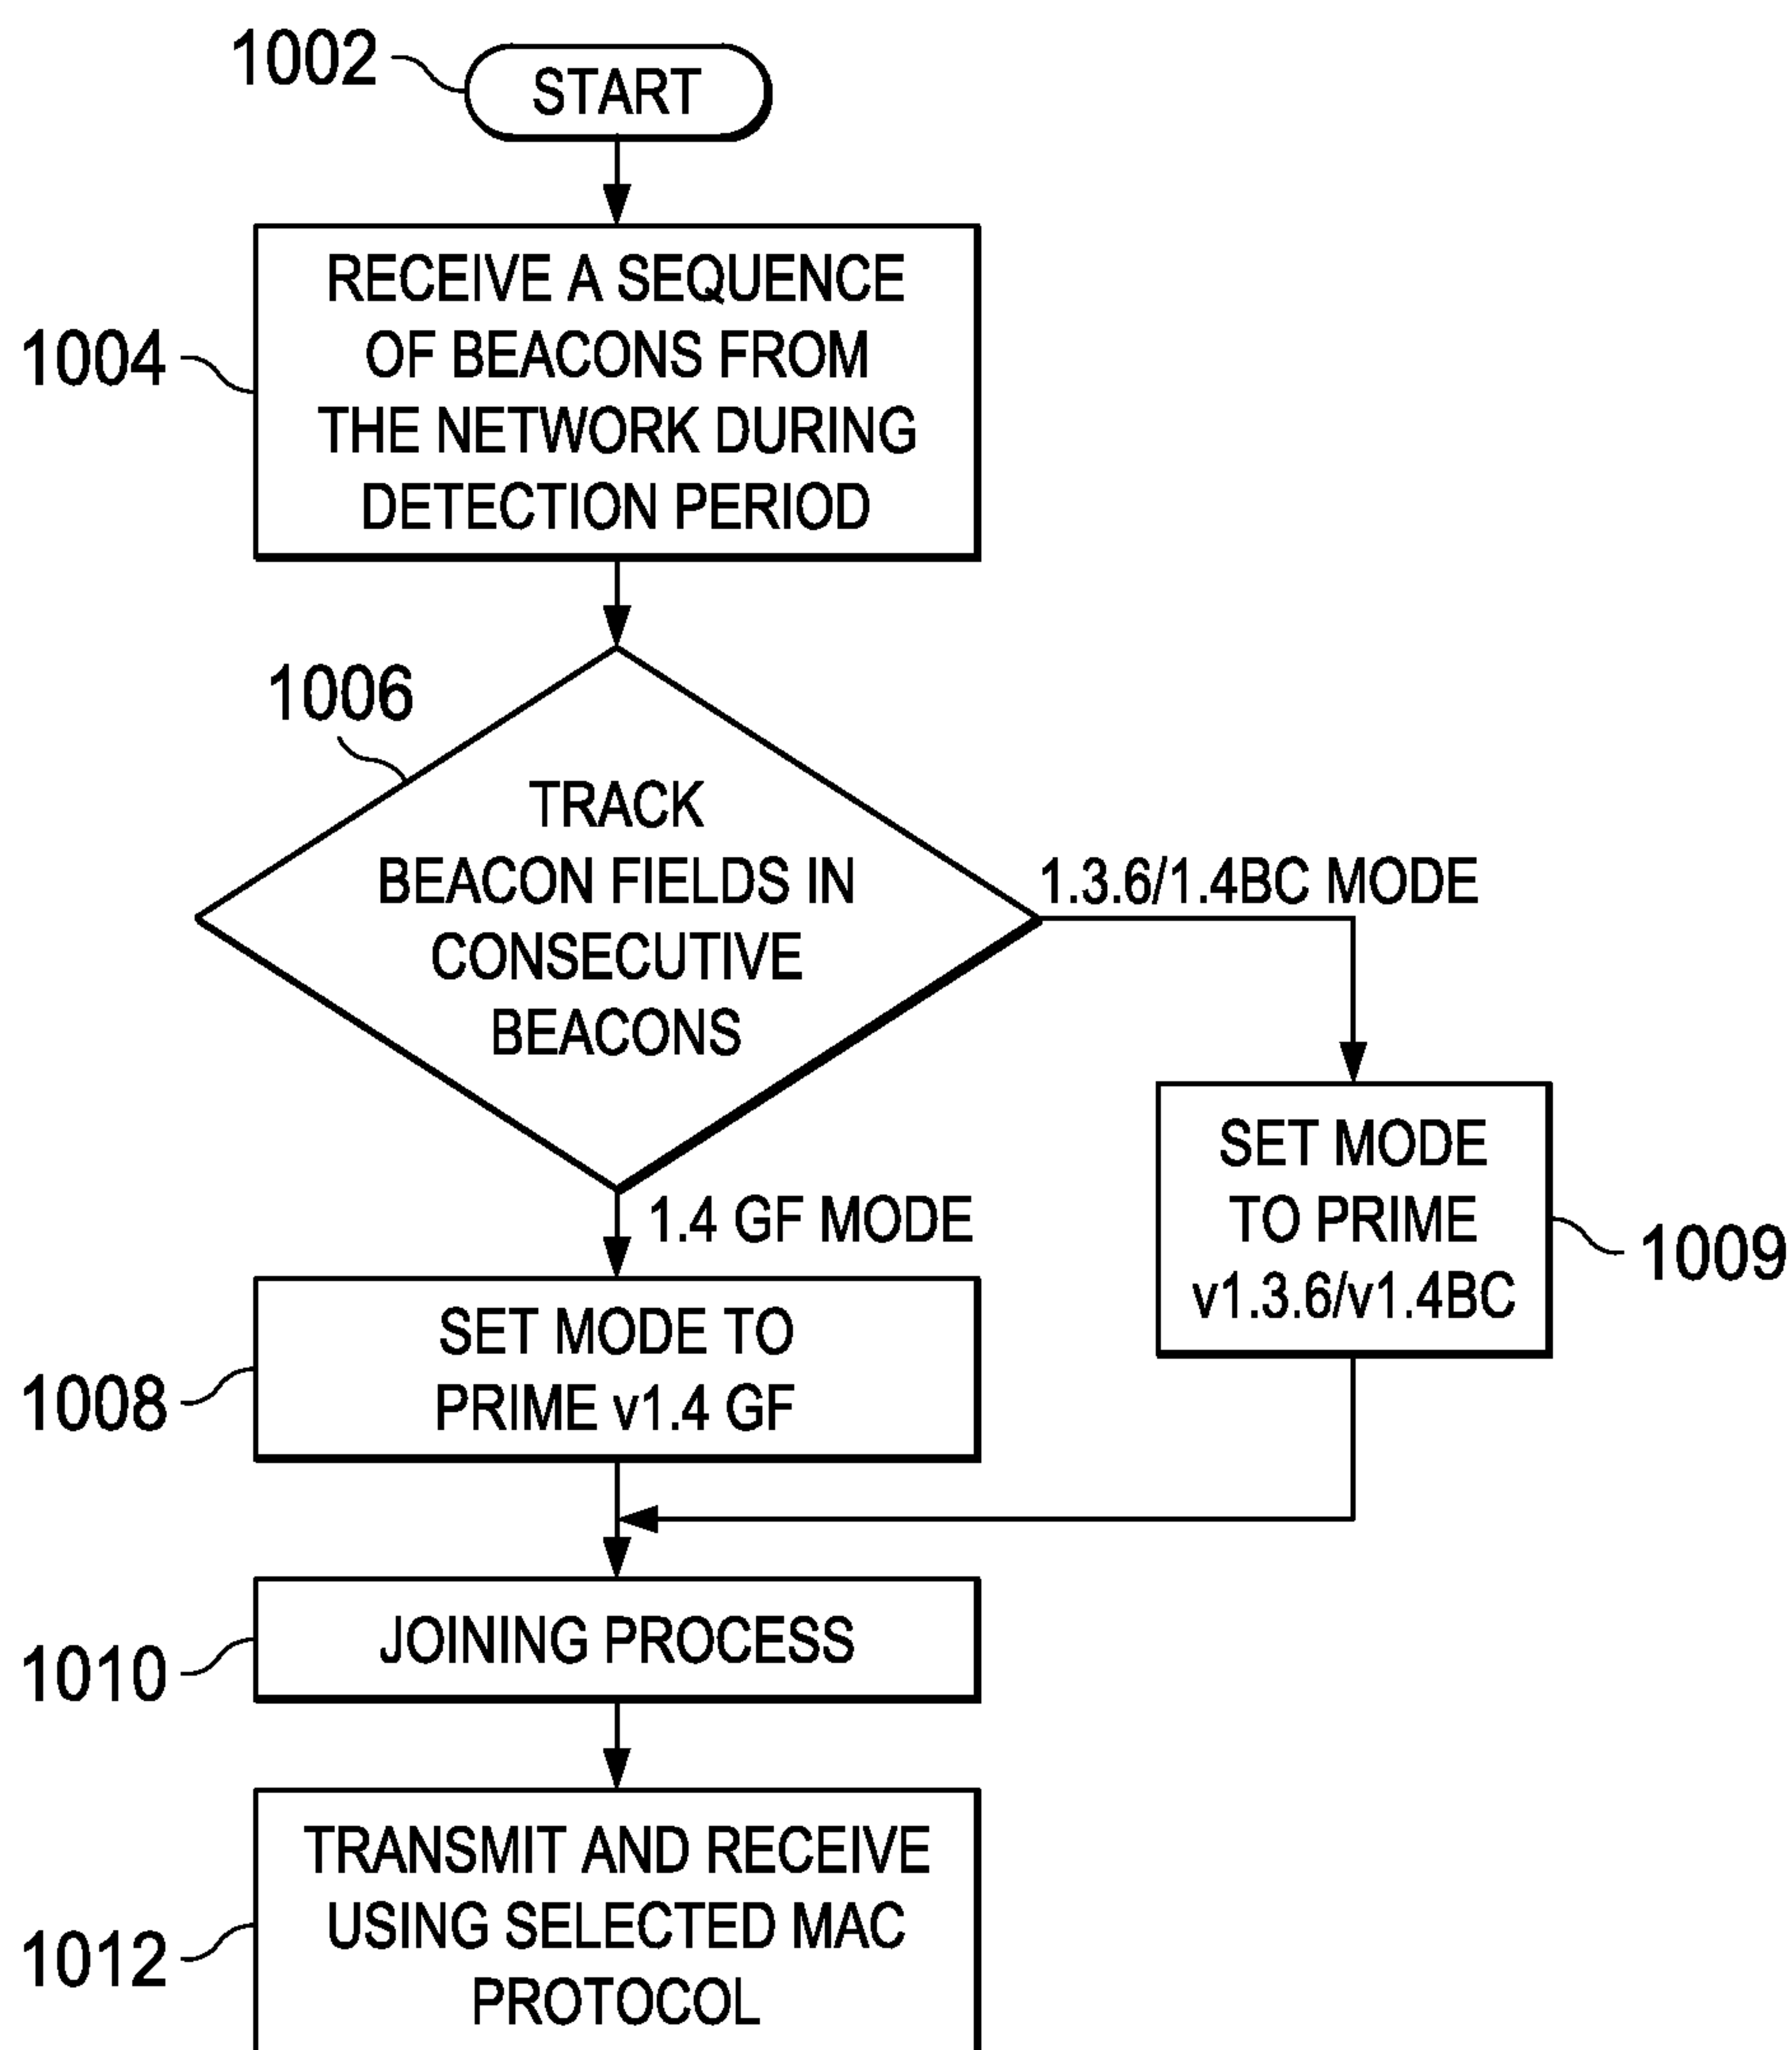 1002
START
1004
RECEIVE A SEQUENCE
OF BEACONS FROM
THE NETWORK DURING
DETECTION PERIOD
1006
TRACK
BEACON FIELDS IN
CONSECUTIVE
BEACONS
1.3.6/1.4BC MODE
1.4 GF MODE
SET MODE
TO PRIME
v1.3.6/v1.4BC
1009
1008
SET MODE TO
PRIME v1.4 GF
1010
JOINING PROCESS
1012
TRANSMIT AND RECEIVE
USING SELECTED MAC
PROTOCOL